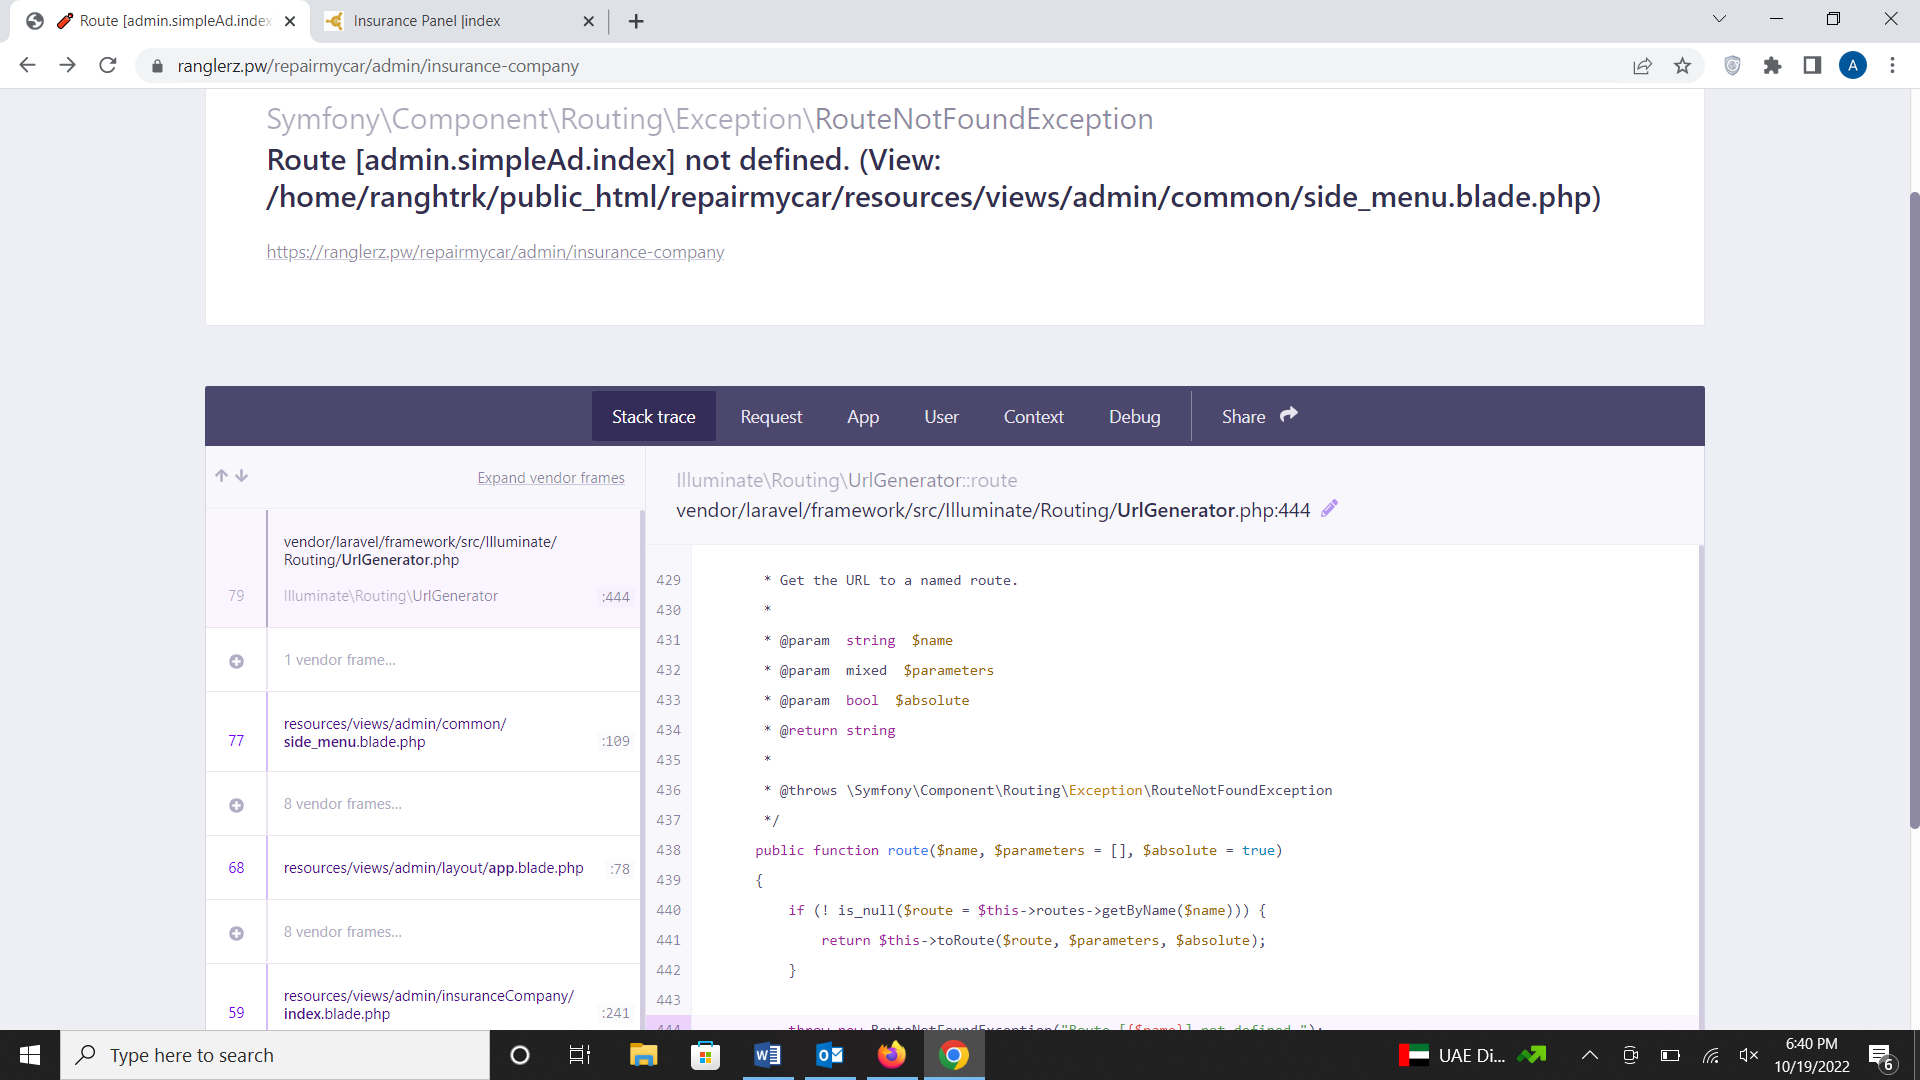 Route [admin.simpleAd.index
Insurance Panel |index
ranglerz.pw/repairmycar/admin/insurance-company
A
Symfony\Component\Routing\Exception\RouteNotFoundException
Route [admin.simpleAd.index] not defined. (View:
/home/ranghtrk/public_html/repairmycar/resources/views/admin/common/side_menu.blade.php)
https://ranglerz.pw/repairmycar/admin/insurance-company
Stack trace Request App User Context Debug Share
Expand vendor frames
vendor/laravel/framework/src/Illuminate/
Routing/UrlGenerator.php
79 Illuminate\Routing\UrlGenerator :444
1 vendor frame...
resources/views/admin/common/
side_menu.blade.php
77 :109
8 vendor frames...
68 resources/views/admin/layout/app.blade.php :78
8 vendor frames...
resources/views/admin/insuranceCompany/
index.blade.php
59 :241
Illuminate\Routing\UrlGenerator::route
vendor/laravel/framework/src/Illuminate/Routing/UrlGenerator.php:444
429 * Get the URL to a named route.
430 *
431 * @param string $name
432 * @param mixed $parameters
433 * @param bool $absolute
434 * @return string
435 *
436 * @throws \Symfony\Component\Routing\Exception\RouteNotFoundException
437 */
438 public function route($name, $parameters = [], $absolute = true)
439 {
440 if (! is_null($route = $this->routes->getByName($name))) {
441 return $this->toRoute($route, $parameters, $absolute);
442 }
443
444 throw new RouteNotFoundException("Route [{$name}] not defined.");
Type here to search
UAE Di...
6:40 PM
10/19/2022
6